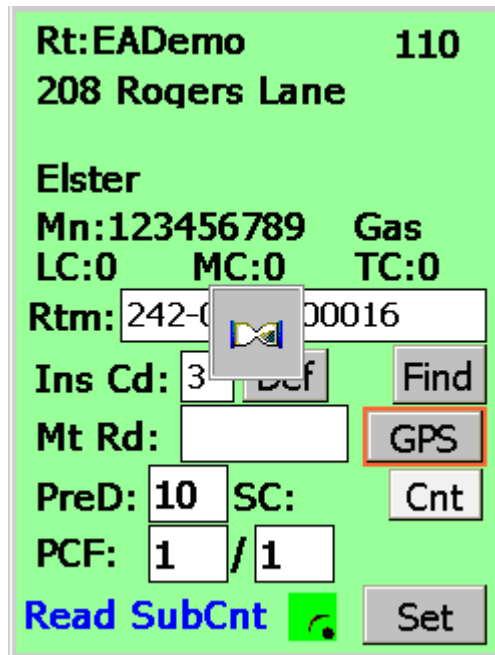 Rt:EADemo 110
208 Rogers Lane
Elster
Mn:123456789 Gas
LC:0 MC:0 TC:0
Rtm: 242-0 00016
Ins Cd: 3 Find
Mt Rd: GPS
PreD: 10 SC: Cnt
PCF: 1 / 1
Read SubCnt Set